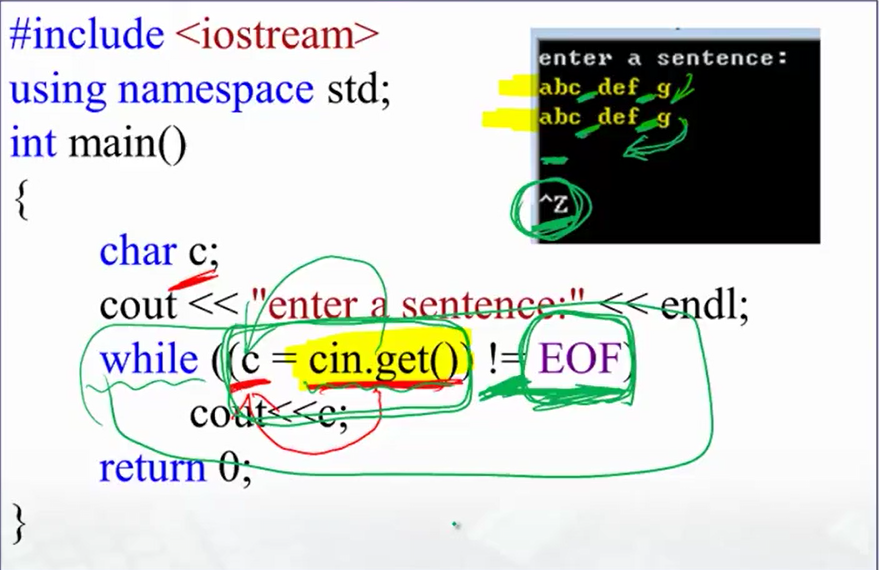 #include <iostream>
using namespace std;
int main()
{
char c;
cout << "enter a sentence:" << endl;
while ((c = cin.get()) != EOF)
cout<<c;
return 0;
}
enter a sentence:
abc def g
abc def g
^Z